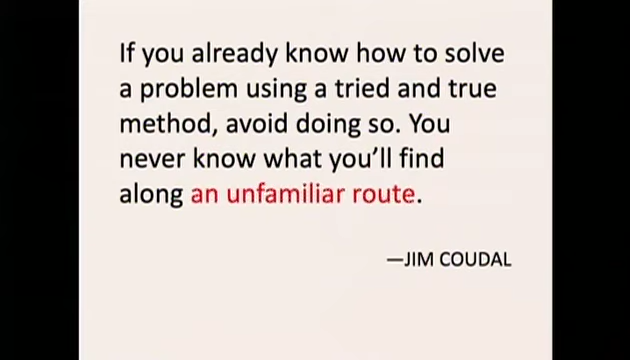 If you already know how to solve
a problem using a tried and true
method, avoid doing so. You
never know what you’ll find
along an unfamiliar route.
—JIM COUDAL